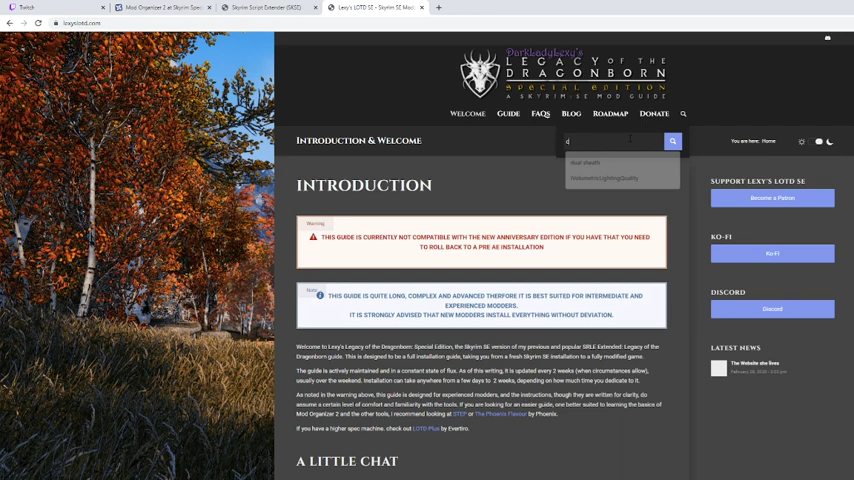 Twitch
Mod Organizer 2 at Skyrim Spec
Skyrim Script Extender (SKSE)
Lexy's LOTD SE - Skyrim SE Mod
lexyslotd.com
DarkLadyLexy's
LEGACY OF THE
DRAGONBORN
SPECIAL EDITION
A SKYRIM:SE MOD GUIDE
WELCOME GUIDE FAQS BLOG ROADMAP DONATE
INTRODUCTION & WELCOME
You are here: Home
dual sheath
iVolumetricLightingQuality
INTRODUCTION
Warning
THIS GUIDE IS CURRENTLY NOT COMPATIBLE WITH THE NEW ANNIVERSARY EDITION IF YOU HAVE THAT YOU NEED
TO ROLL BACK TO A PRE AE INSTALLATION
Note
THIS GUIDE IS QUITE LONG, COMPLEX AND ADVANCED THERFORE IT IS BEST SUITED FOR INTERMEDIATE AND
EXPERIENCED MODDERS.
IT IS STRONGLY ADVISED THAT NEW MODDERS INSTALL EVERYTHING WITHOUT DEVIATION.
Welcome to Lexy's Legacy of the Dragonborn: Special Edition, the Skyrim SE version of my previous and popular SRLE Extended: Legacy of the
Dragonborn guide. This is designed to be a full installation guide, taking you from a fresh Skyrim SE installation to a fully modified game.
The guide is actively maintained and in a constant state of flux. As of this writing, it is updated every 2 weeks (when circumstances allow),
usually over the weekend. Installation can take anywhere from a few days to 2 weeks, depending on how much time you dedicate to it.
As noted in the warning above, this guide is designed for experienced modders, and the instructions, though they are written for clarity, do
assume a certain level of comfort and familiarity with the tools. If you are looking for an easier guide, one better suited to learning the basics of
Mod Organizer 2 and the other tools, I recommend looking at STEP or The Phoenix Flavour by Phoenix.
If you have a higher spec machine. check out LOTD Plus by Evertiro.
A LITTLE CHAT
SUPPORT LEXY'S LOTD SE
Become a Patron
KO-FI
Ko Fi
DISCORD
Discord
LATEST NEWS
The Website she lives